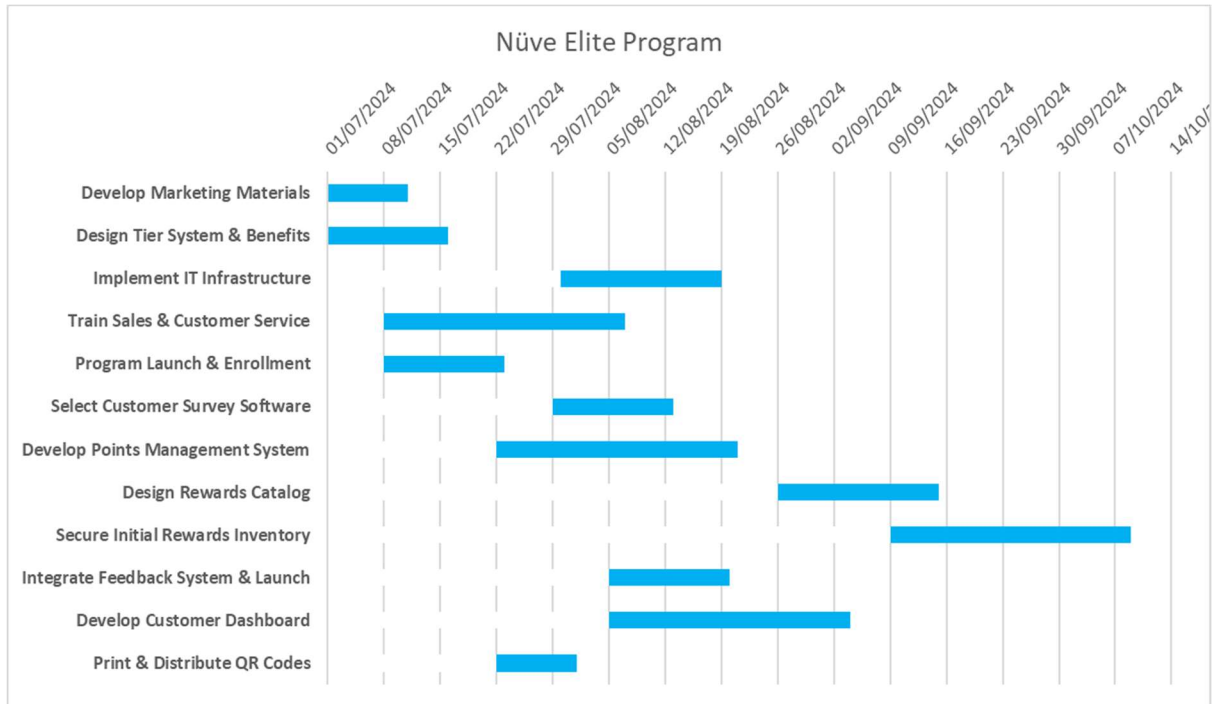 Nüve Elite Program
01/07/2024
08/07/2024
15/07/2024
22/07/2024
29/07/2024
05/08/2024
12/08/2024
19/08/2024
26/08/2024
02/09/2024
09/09/2024
16/09/2024
23/09/2024
30/09/2024
07/10/2024
14/10/
Develop Marketing Materials
Design Tier System & Benefits
Implement IT Infrastructure
Train Sales & Customer Service
Program Launch & Enrollment
Select Customer Survey Software
Develop Points Management System
Design Rewards Catalog
Secure Initial Rewards Inventory
Integrate Feedback System & Launch
Develop Customer Dashboard
Print & Distribute QR Codes